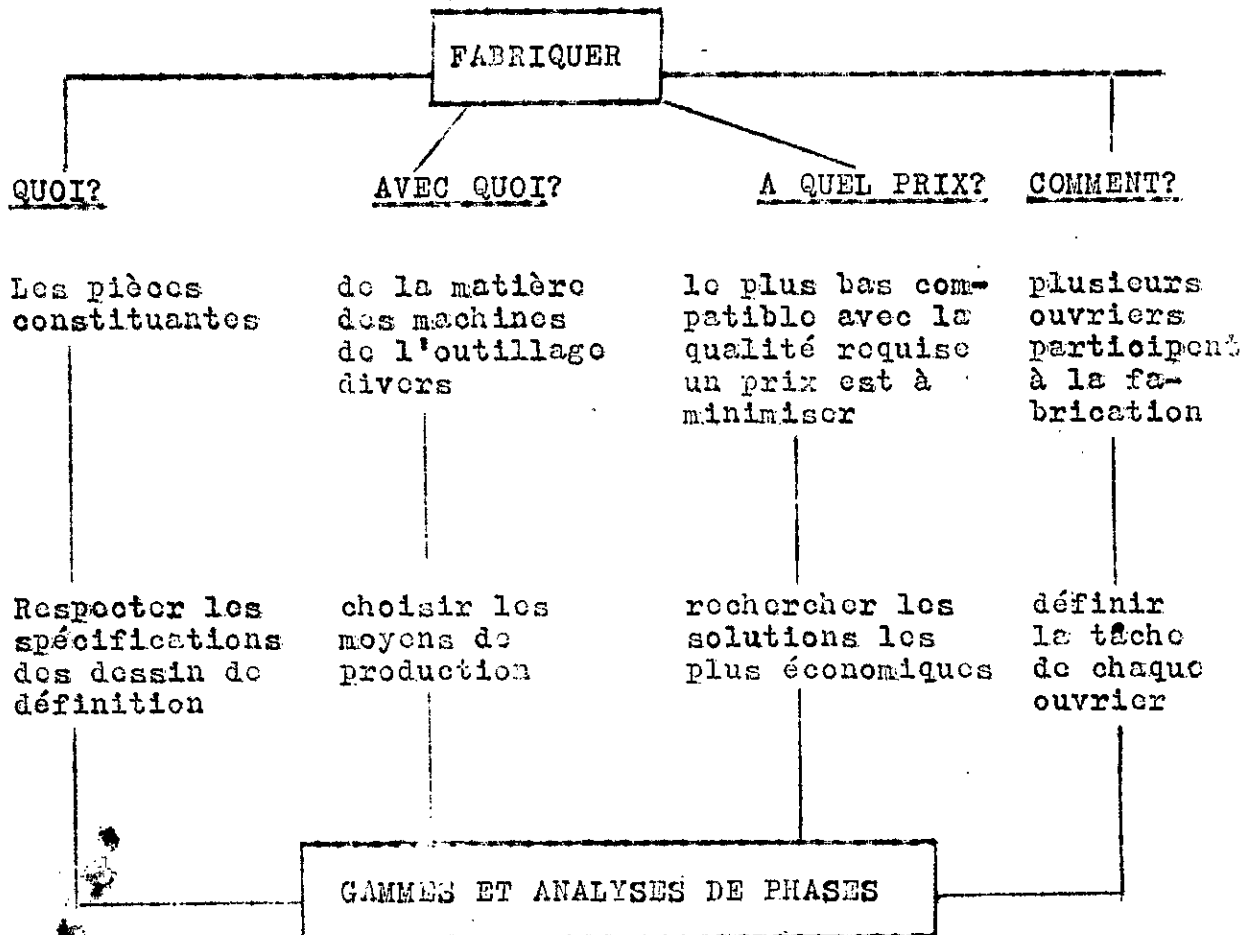 FABRIQUER
QUOI?
Les pièces
constituantes
Respecter les
spécifications
des dessin de
définition
AVEC QUOI?
de la matière
des machines
de l'outillage
divers
choisir les
moyens de
production
A QUEL PRIX?
le plus bas com-
patible avec la
qualité requise
un prix est à
minimiser
rechercher les
solutions les
plus économiques
COMMENT?
plusieurs
ouvriers
participent
à la fa-
brication
définir
la tâche
de chaque
ouvrier
GAMMES ET ANALYSES DE PHASES